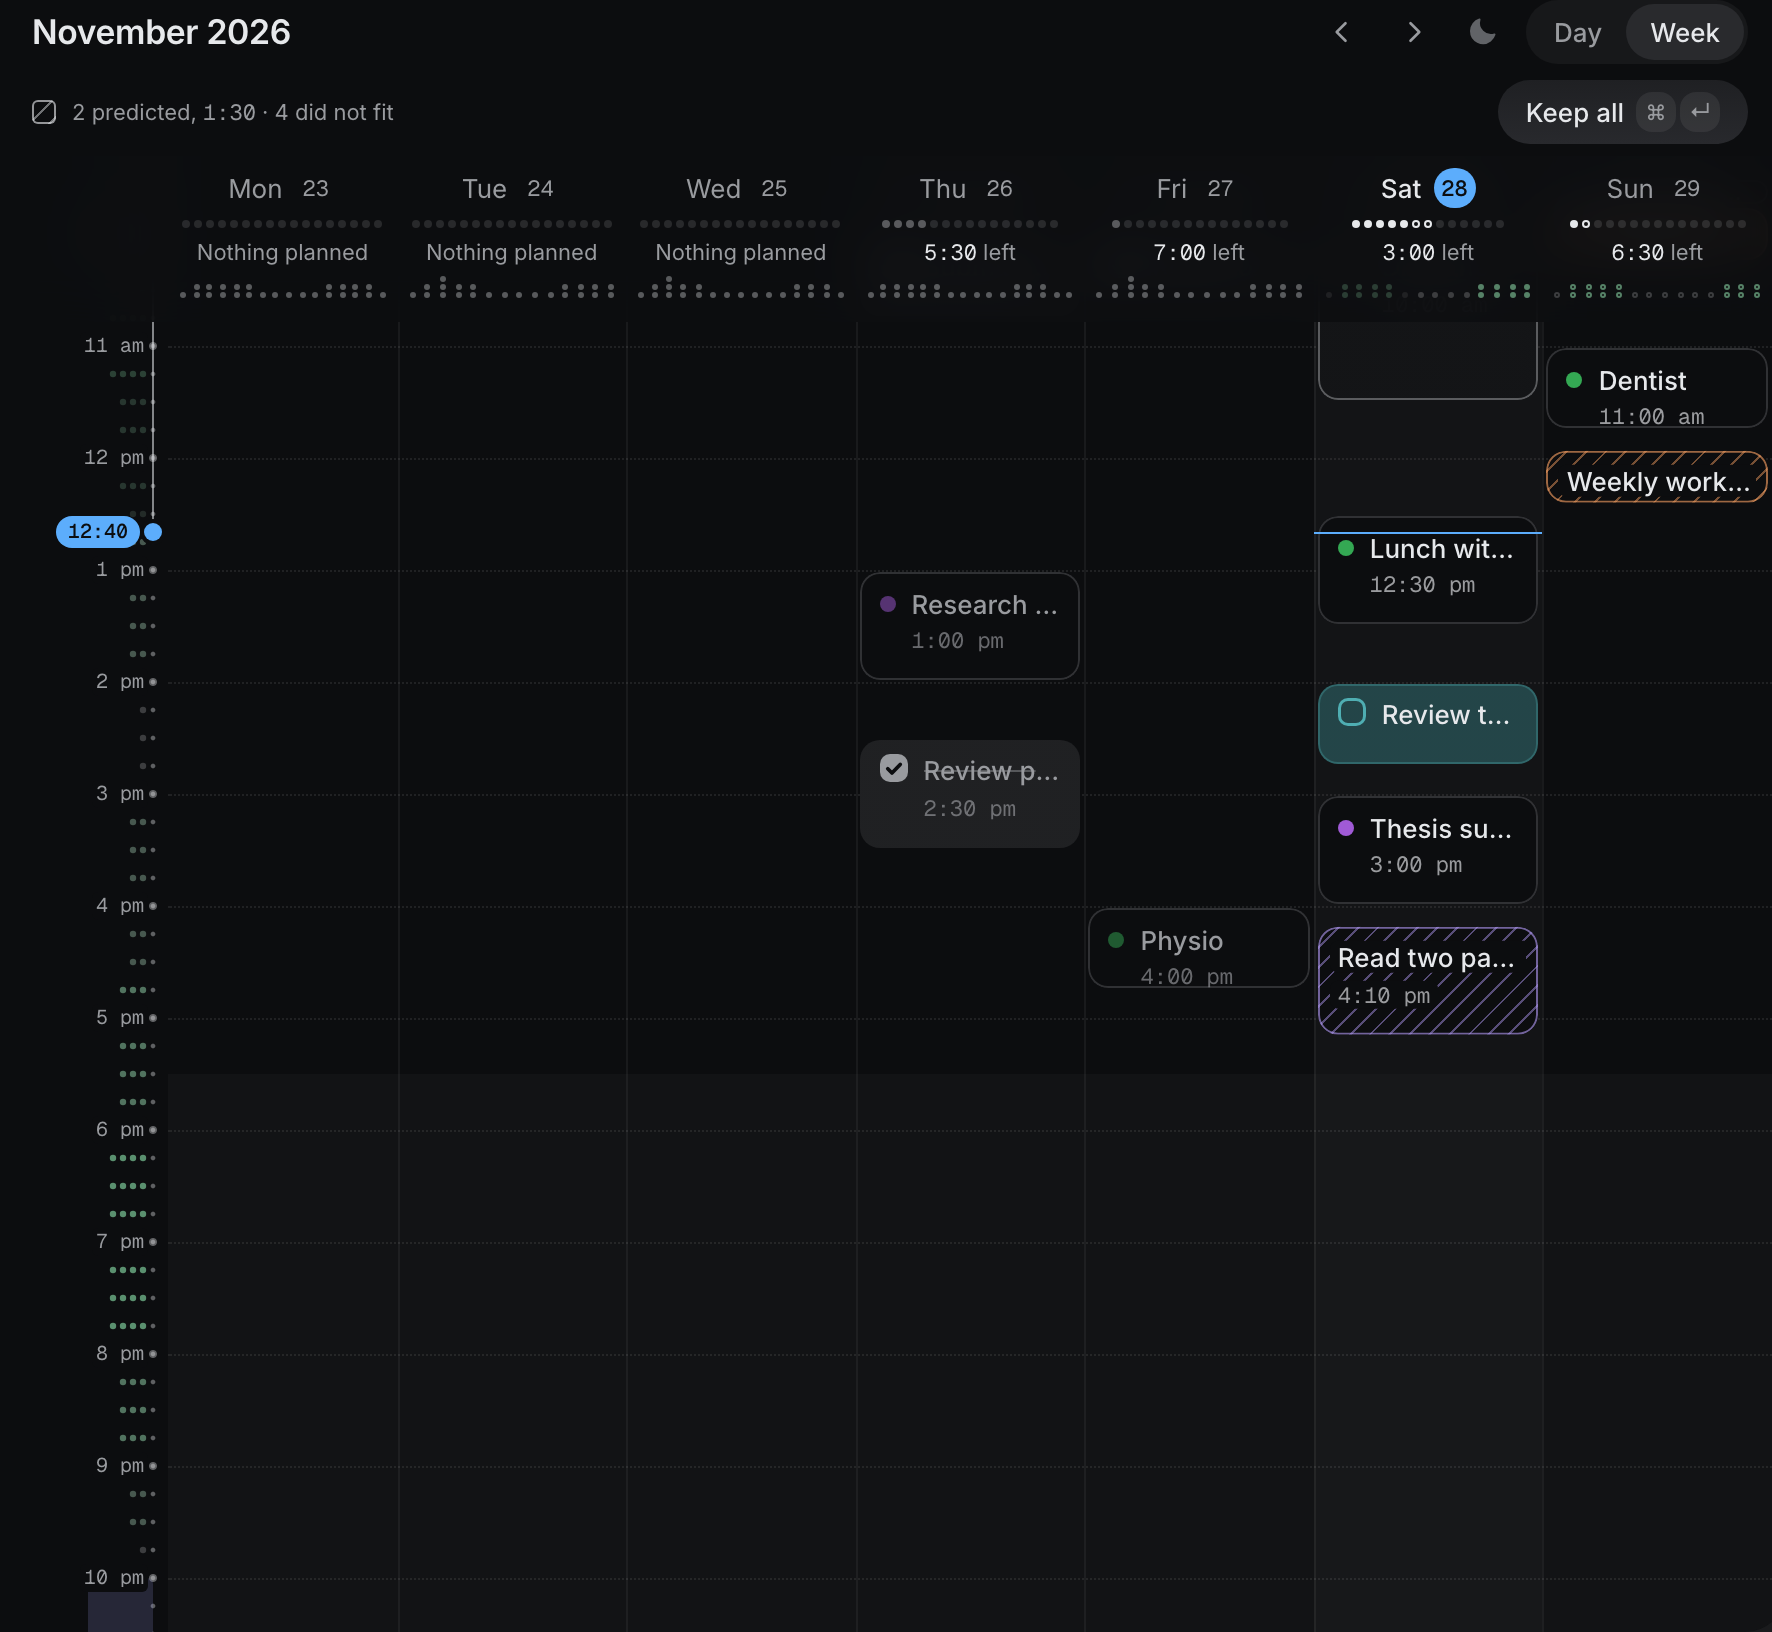 November 2026
Day
Week
2 predicted, 1:30 · 4 did not fit
Keep all ⌘ ↵
Mon 23
Tue 24
Wed 25
Thu 26
Fri 27
Sat 28
Sun 29
Nothing planned
Nothing planned
Nothing planned
5:30 left
7:00 left
3:00 left
6:30 left
11 am
Dentist
11:00 am
12 pm
Weekly work...
12:40
Lunch wit...
12:30 pm
1 pm
Research ...
1:00 pm
2 pm
Review t...
Review p...
2:30 pm
3 pm
Thesis su...
3:00 pm
4 pm
Physio
4:00 pm
Read two pa...
4:10 pm
5 pm
6 pm
7 pm
8 pm
9 pm
10 pm